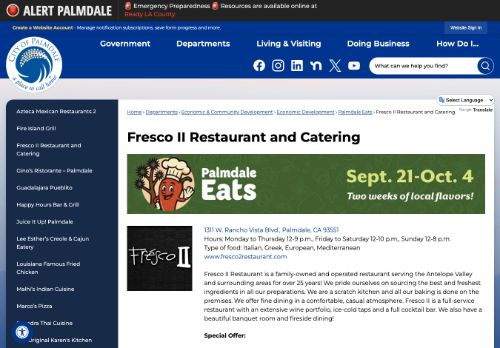 ALERT PALMDALE
🚨 Emergency Preparedness 🚨 Resources are available online at
Ready LA County.
Create a Website Account - Manage notification subscriptions, save form progress and more.
Website Sign In
CITY OF PALMDALE
a place to call home
Government
Departments
Living & Visiting
Doing Business
How Do I...
What can we help you find?
Select Language
Google Translate
Home › Departments › Economic & Community Development › Economic Development › Palmdale Eats › Fresco II Restaurant and Catering
Azteca Mexican Restaurants 2
Fire Island Grill
Fresco II Restaurant and
Catering
Gino's Ristorante - Palmdale
Guadalajara Pueblito
Happy Hours Bar & Grill
Juice It Up! Palmdale
Lee Esther's Creole & Cajun
Eatery
Louisiana Famous Fried
Chicken
Malhi's Indian Cuisine
Marco's Pizza
Thai Cuisine
Original Karen's Kitchen
Fresco II Restaurant and Catering
Palmdale
Eats
Sept. 21-Oct. 4
Two weeks of local flavors!
Fresco II
1311 W. Rancho Vista Blvd., Palmdale, CA 93551
Hours: Monday to Thursday 12-9 p.m., Friday to Saturday 12-10 p.m., Sunday 12-8 p.m.
Type of food: Italian, Greek, European, Mediterranean
www.fresco2restaurant.com
Fresco II Restaurant is a family-owned and operated restaurant serving the Antelope Valley
and surrounding areas for over 25 years! We pride ourselves on sourcing the best and freshest
ingredients in all our preparations. We are a scratch kitchen and all our baking is done on the
premises. We offer fine dining in a comfortable, casual atmosphere. Fresco II is a full-service
restaurant with an extensive wine portfolio, ice-cold taps and a full cocktail bar. We also have a
beautiful banquet room and fireside dining!
Special Offer: